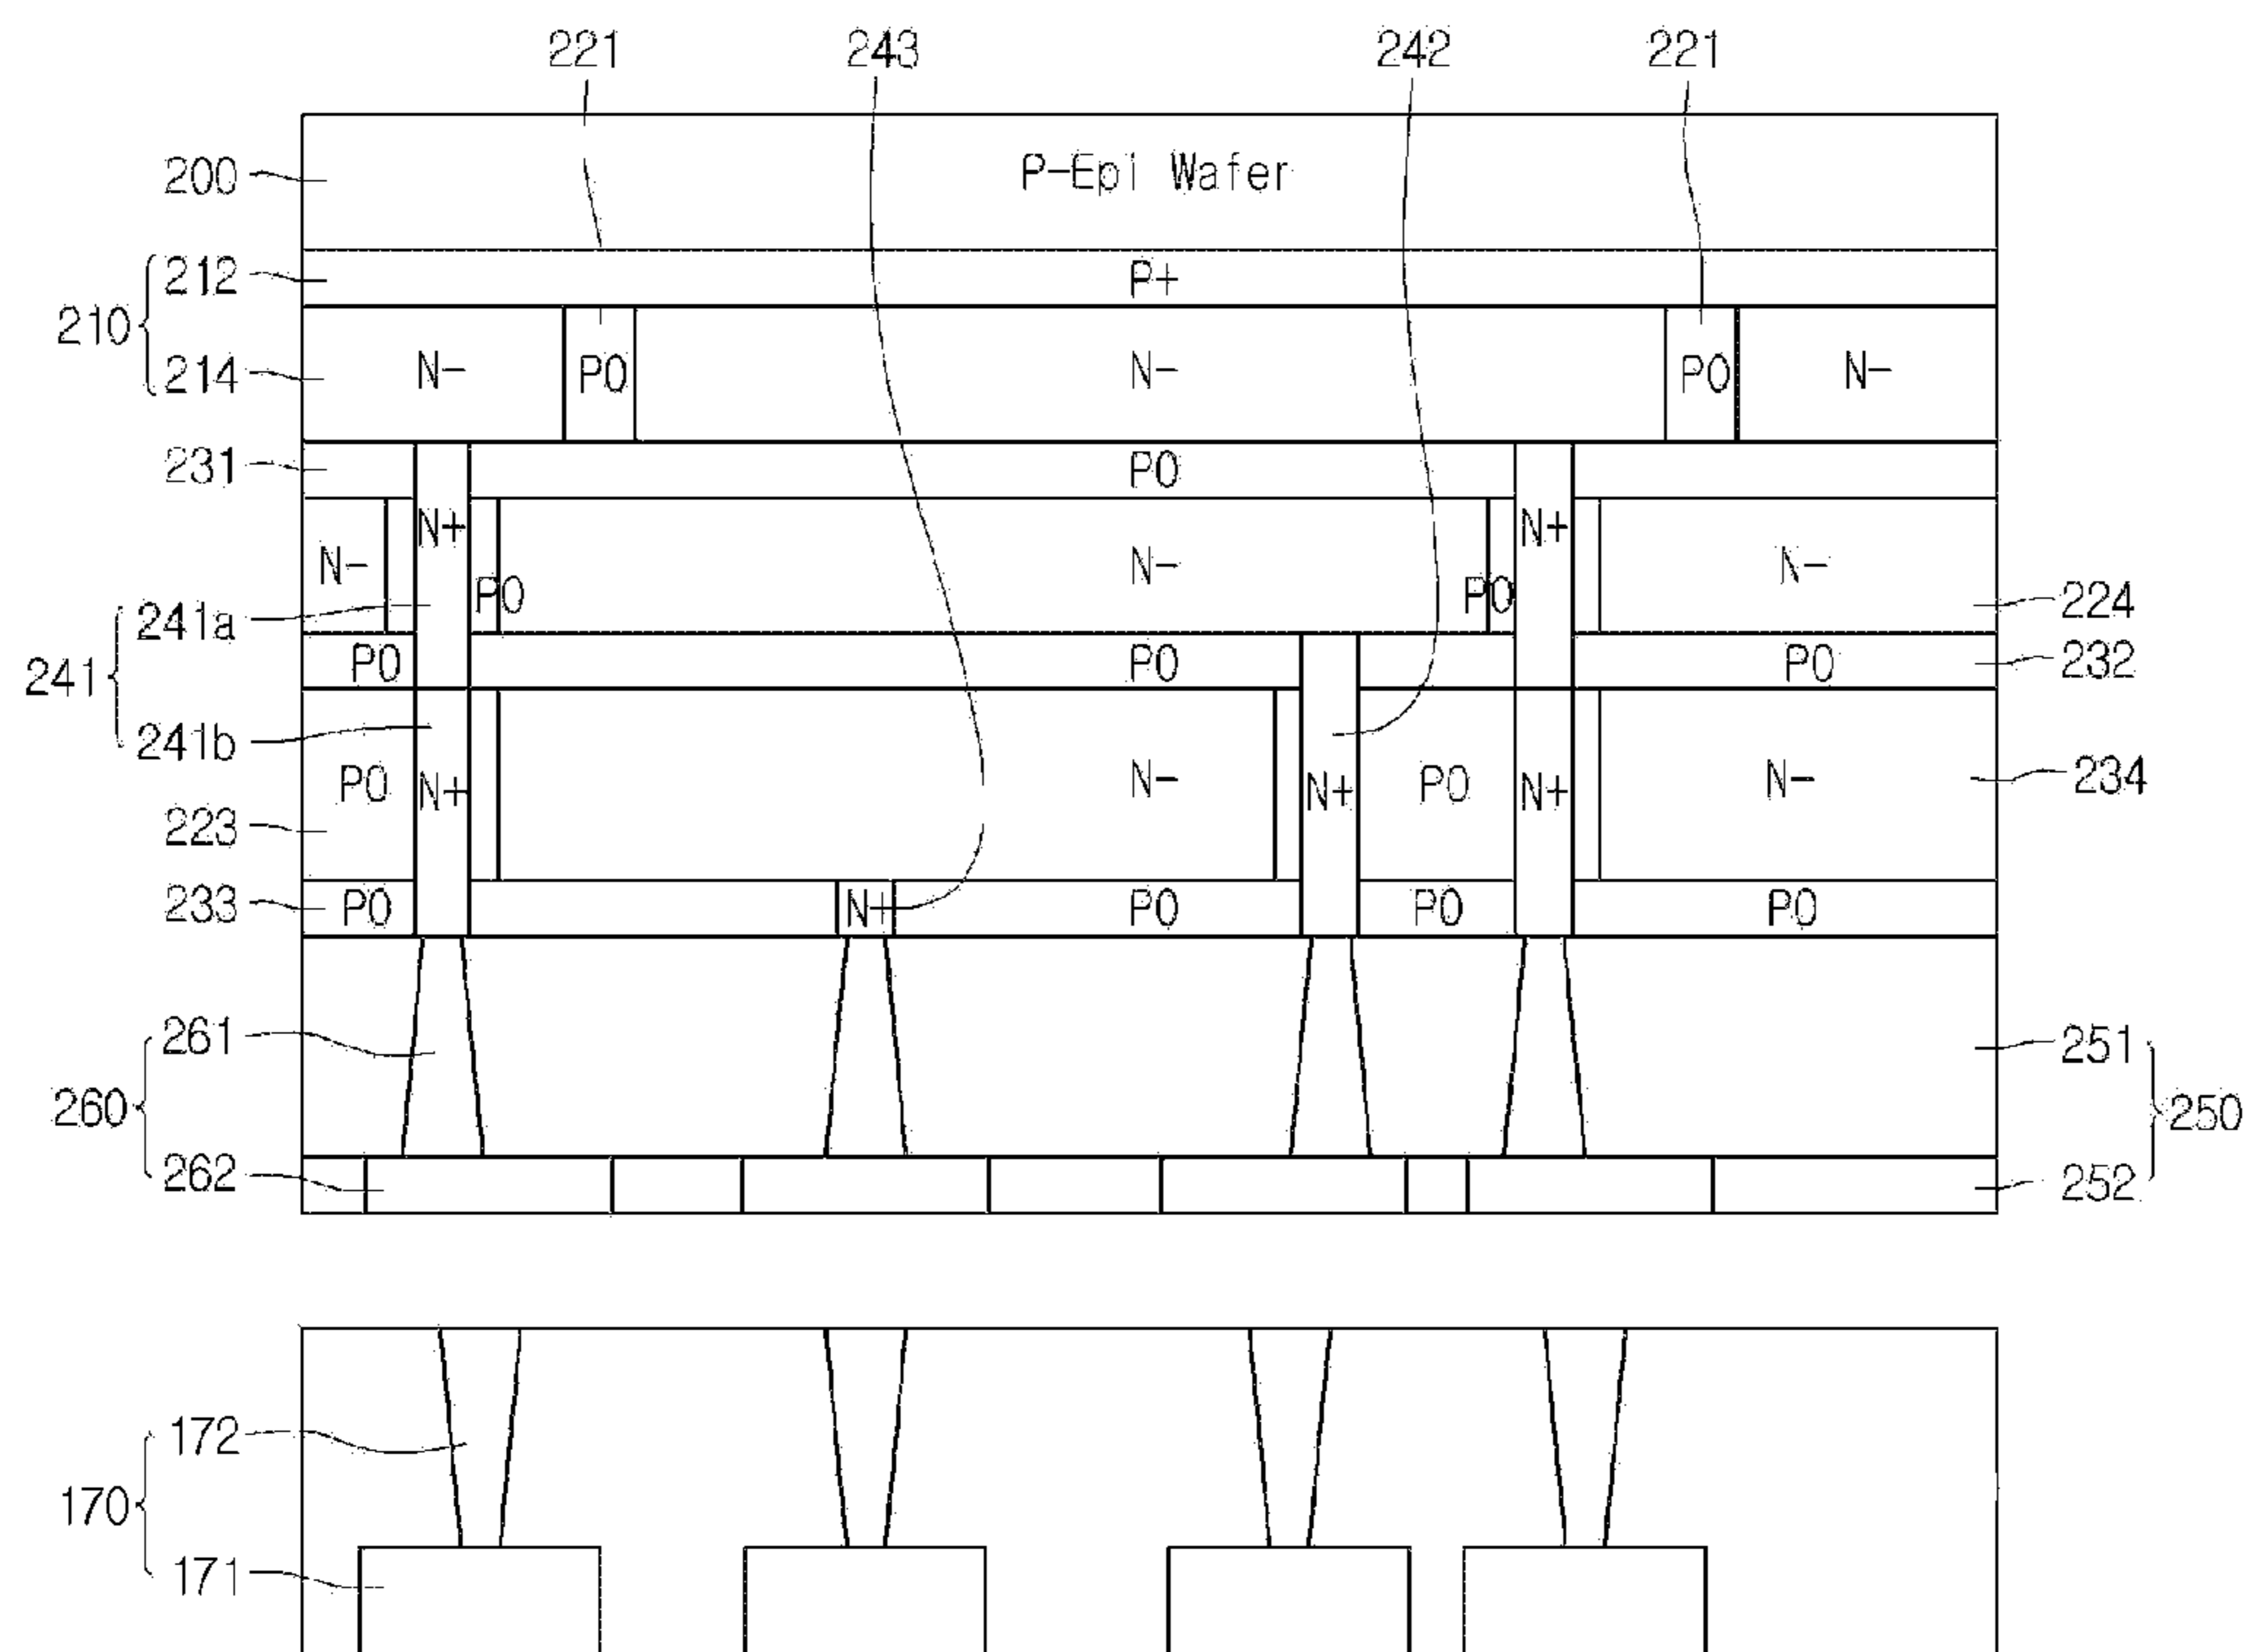 221 243 242 221
200 P-Epi Wafer
212 P+
210
214 N- P0 N- P0 N-
231 P0
N+ N+
N- N-
N-
P0 P0
241a 224
P0 P0 P0 232
241
241b
P0 N+ N- N+ P0 N+ N- 234
223
233 P0 N+ P0 P0 P0
261 251
260 250
262 252
172
170
171